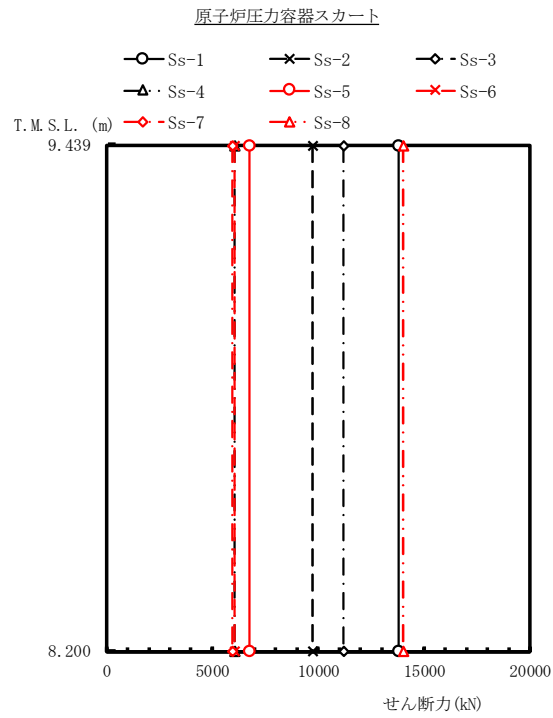 原子炉圧力容器スカート
Ss-1 Ss-2 Ss-3
Ss-4 Ss-5 Ss-6
Ss-7 Ss-8
T.M.S.L. (m)
9.439
8.200
0 5000 10000 15000 20000
せん断力(kN)